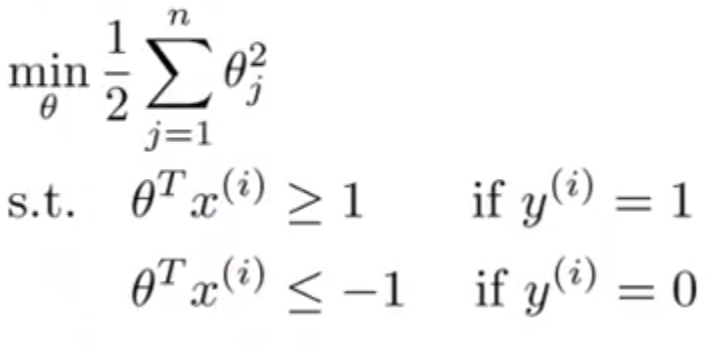 min_θ 1/2 ∑_{j=1}^{n} θ_j^2
s.t. θ^T x^{(i)} ≥ 1 if y^{(i)} = 1
θ^T x^{(i)} ≤ −1 if y^{(i)} = 0